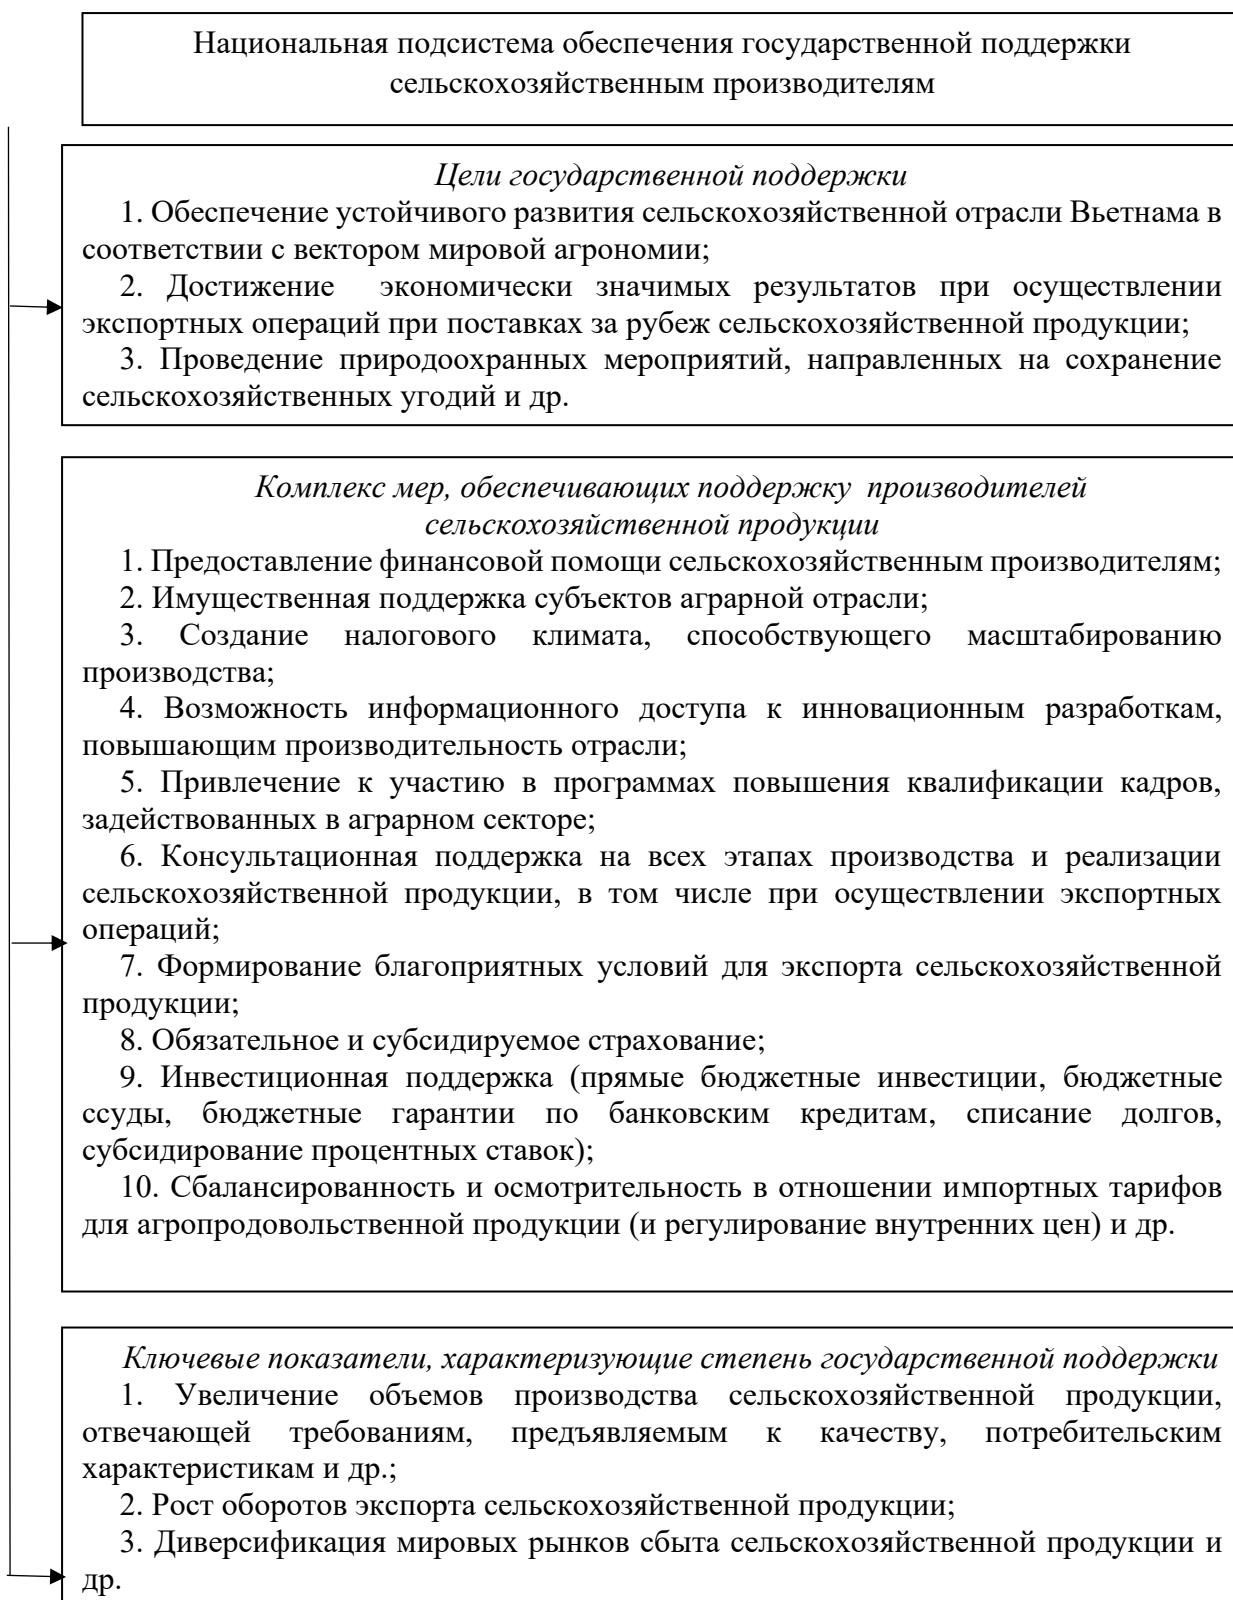 Национальная подсистема обеспечения государственной поддержки
сельскохозяйственным производителям
Цели государственной поддержки
1. Обеспечение устойчивого развития сельскохозяйственной отрасли Вьетнама в
соответствии с вектором мировой агрономии;
2. Достижение экономически значимых результатов при осуществлении
экспортных операций при поставках за рубеж сельскохозяйственной продукции;
3. Проведение природоохранных мероприятий, направленных на сохранение
сельскохозяйственных угодий и др.
Комплекс мер, обеспечивающих поддержку производителей
сельскохозяйственной продукции
1. Предоставление финансовой помощи сельскохозяйственным производителям;
2. Имущественная поддержка субъектов аграрной отрасли;
3. Создание налогового климата, способствующего масштабированию
производства;
4. Возможность информационного доступа к инновационным разработкам,
повышающим производительность отрасли;
5. Привлечение к участию в программах повышения квалификации кадров,
задействованных в аграрном секторе;
6. Консультационная поддержка на всех этапах производства и реализации
сельскохозяйственной продукции, в том числе при осуществлении экспортных
операций;
7. Формирование благоприятных условий для экспорта сельскохозяйственной
продукции;
8. Обязательное и субсидируемое страхование;
9. Инвестиционная поддержка (прямые бюджетные инвестиции, бюджетные
ссуды, бюджетные гарантии по банковским кредитам, списание долгов,
субсидирование процентных ставок);
10. Сбалансированность и осмотрительность в отношении импортных тарифов
для агропродовольственной продукции (и регулирование внутренних цен) и др.
Ключевые показатели, характеризующие степень государственной поддержки
1. Увеличение объемов производства сельскохозяйственной продукции,
отвечающей требованиям, предъявляемым к качеству, потребительским
характеристикам и др.;
2. Рост оборотов экспорта сельскохозяйственной продукции;
3. Диверсификация мировых рынков сбыта сельскохозяйственной продукции и
др.